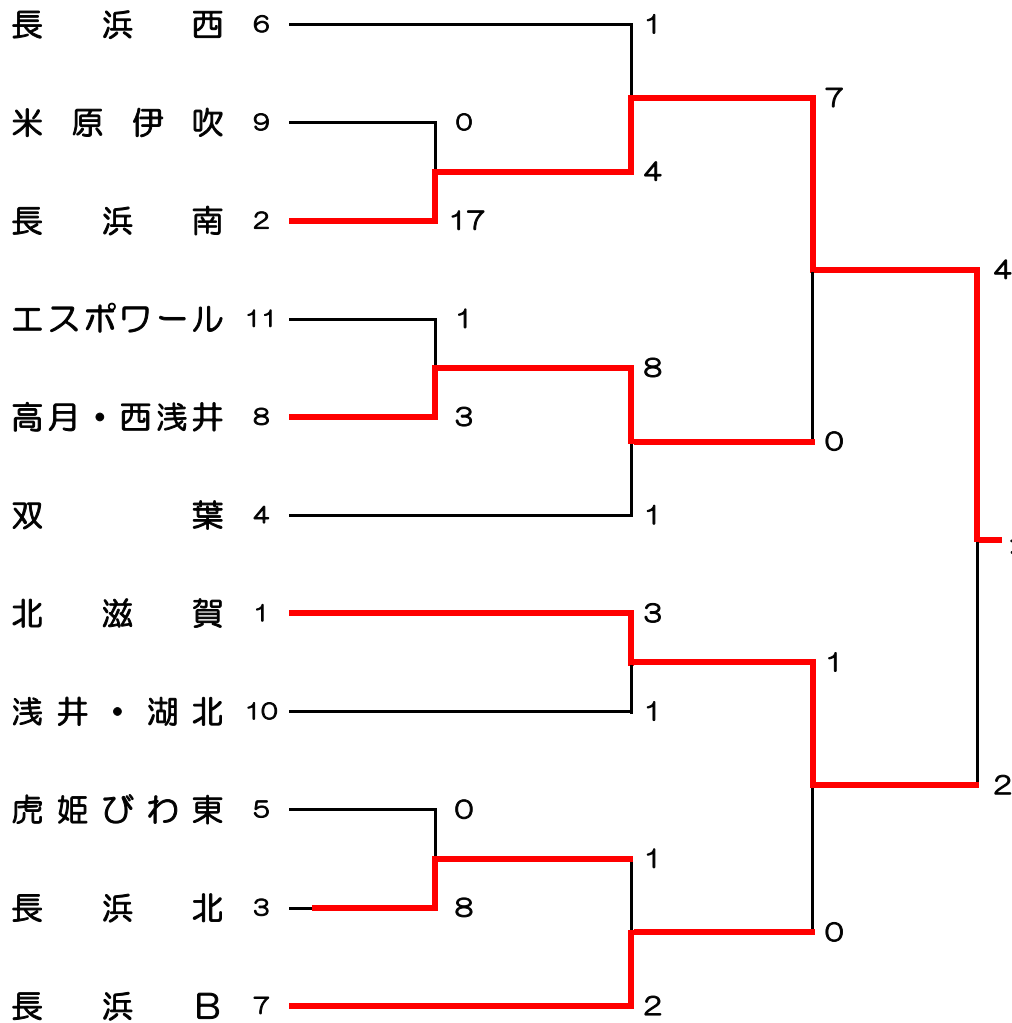 長浜西 6 1
7
米原伊吹 9 0
4
長浜南 2 17
4
エスポワール 11 1
8
高月・西浅井 8 3
0
双葉 4 1
北滋賀 1 3
1
浅井・湖北 10 1
2
虎姫びわ東 5 0
1
長浜北 3 8
0
長浜B 7 2